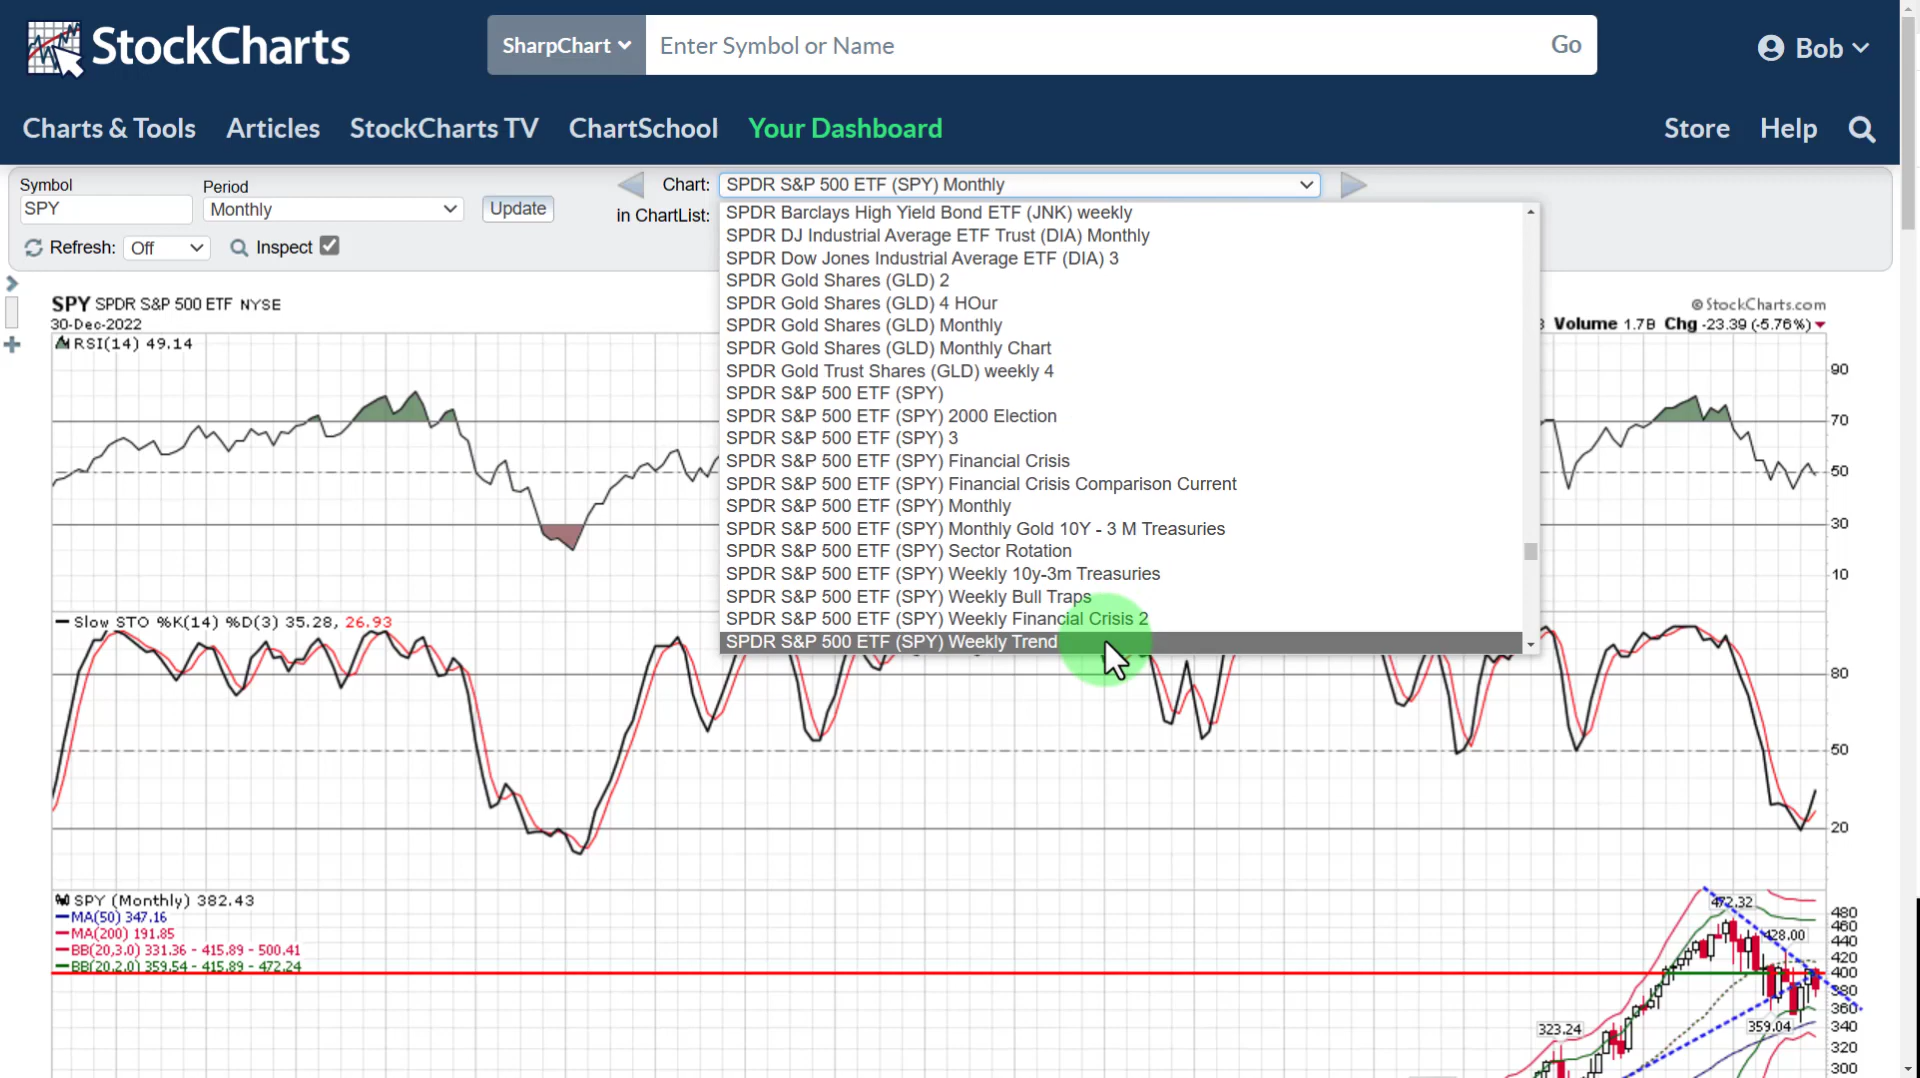 StockCharts
SharpChart
Enter Symbol or Name
Go
Bob
Charts & Tools
Articles
StockCharts TV
ChartSchool
Your Dashboard
Store
Help
Symbol
Period
SPY
Monthly
Update
Refresh:
Off
Inspect
Chart:
SPDR S&P 500 ETF (SPY) Monthly
in ChartList:
SPDR Barclays High Yield Bond ETF (JNK) weekly
SPDR DJ Industrial Average ETF Trust (DIA) Monthly
SPDR Dow Jones Industrial Average ETF (DIA) 3
SPDR Gold Shares (GLD) 2
SPDR Gold Shares (GLD) 4 HOur
SPDR Gold Shares (GLD) Monthly
SPDR Gold Shares (GLD) Monthly Chart
SPDR Gold Trust Shares (GLD) weekly 4
SPDR S&P 500 ETF (SPY)
SPDR S&P 500 ETF (SPY) 2000 Election
SPDR S&P 500 ETF (SPY) 3
SPDR S&P 500 ETF (SPY) Financial Crisis
SPDR S&P 500 ETF (SPY) Financial Crisis Comparison Current
SPDR S&P 500 ETF (SPY) Monthly
SPDR S&P 500 ETF (SPY) Monthly Gold 10Y - 3 M Treasuries
SPDR S&P 500 ETF (SPY) Sector Rotation
SPDR S&P 500 ETF (SPY) Weekly 10y-3m Treasuries
SPDR S&P 500 ETF (SPY) Weekly Bull Traps
SPDR S&P 500 ETF (SPY) Weekly Financial Crisis 2
SPDR S&P 500 ETF (SPY) Weekly Trend
SPY SPDR S&P 500 ETF NYSE
© StockCharts.com
30-Dec-2022
Volume 1.7B Chg -23.39 (-5.76%)
RSI(14) 49.14
90
70
50
30
10
Slow STO %K(14) %D(3) 35.28, 26.93
80
50
20
SPY (Monthly) 382.43
MA(50) 347.16
MA(200) 191.85
BB(20,3.0) 331.36 - 415.89 - 500.41
BB(20,2.0) 359.54 - 415.89 - 472.24
472.32
428.00
359.04
323.24
480
460
440
420
400
380
360
340
320
300